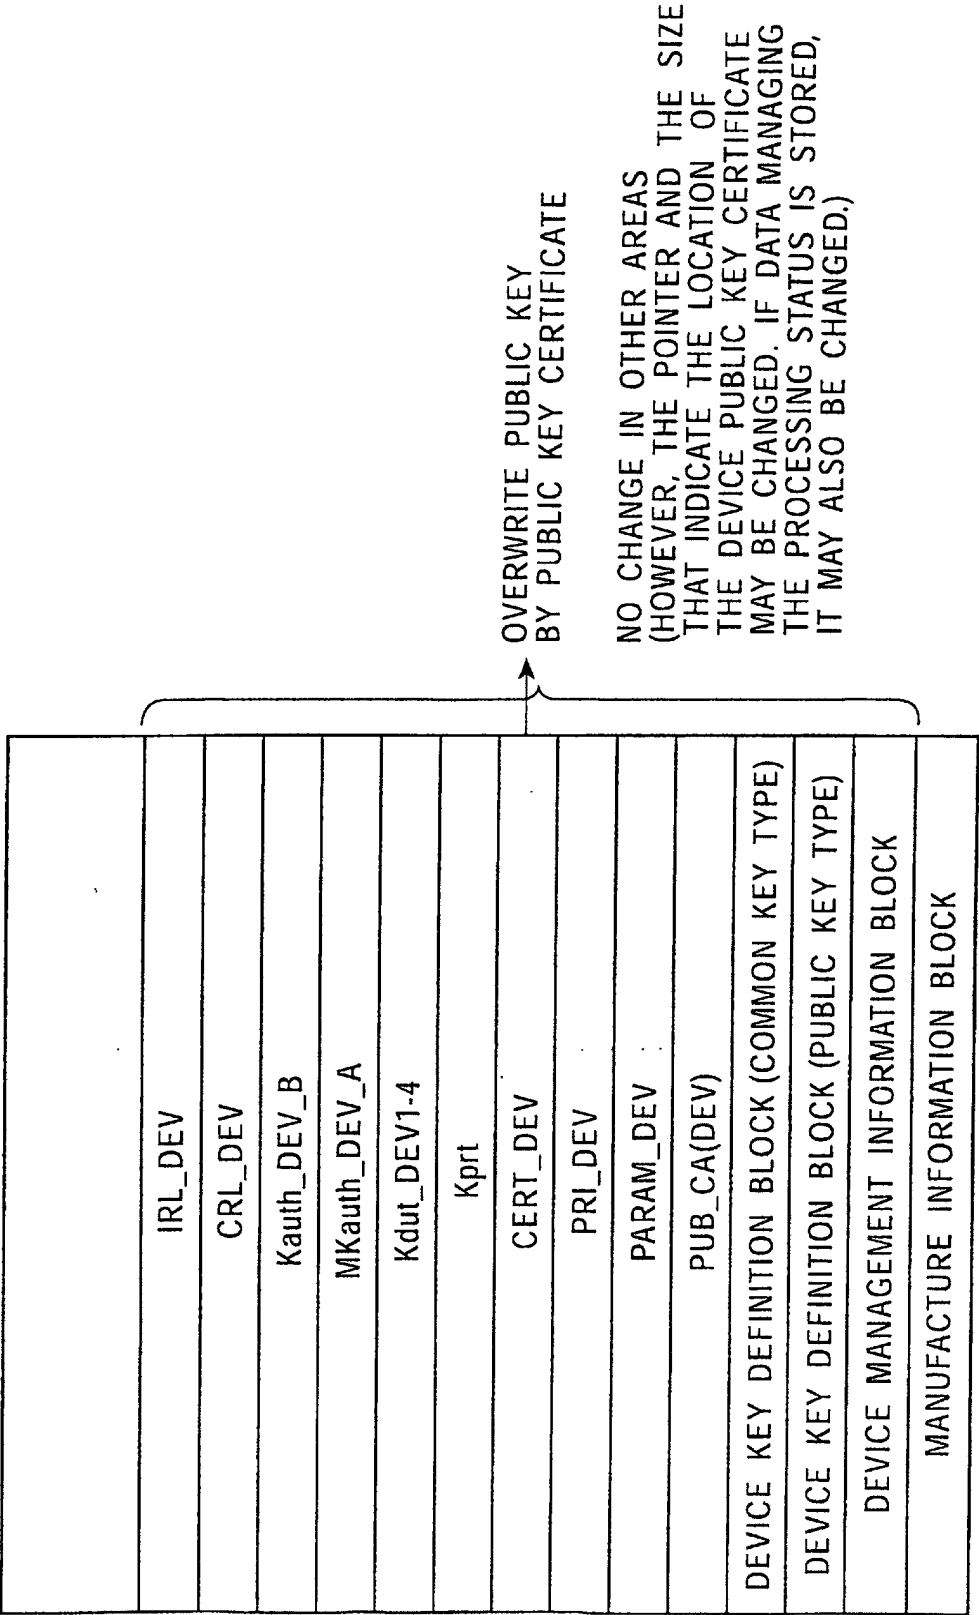 IRL_DEV
CRL_DEV
Kauth_DEV_B
MKauth_DEV_A
Kdut_DEV1-4
Kprt
CERT_DEV
PRI_DEV
PARAM_DEV
PUB_CA(DEV)
DEVICE KEY DEFINITION BLOCK (COMMON KEY TYPE)
DEVICE KEY DEFINITION BLOCK (PUBLIC KEY TYPE)
DEVICE MANAGEMENT INFORMATION BLOCK
MANUFACTURE INFORMATION BLOCK
OVERWRITE PUBLIC KEY
BY PUBLIC KEY CERTIFICATE
NO CHANGE IN OTHER AREAS
(HOWEVER, THE POINTER AND THE SIZE
THAT INDICATE THE LOCATION OF
THE DEVICE PUBLIC KEY CERTIFICATE
MAY BE CHANGED. IF DATA MANAGING
THE PROCESSING STATUS IS STORED,
IT MAY ALSO BE CHANGED.)